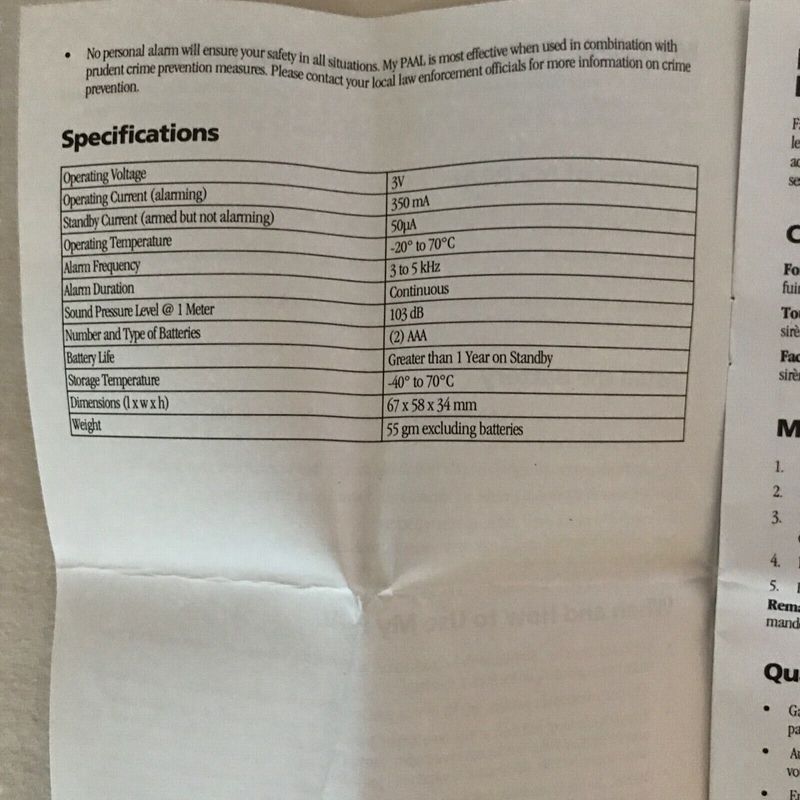 • No personal alarm will ensure your safety in all situations. My PAAL is most effective when used in combination with
prudent crime prevention measures. Please contact your local law enforcement officials for more information on crime
prevention.
Specifications
Operating Voltage 3V
Operating Current (alarming) 350 mA
Standby Current (armed but not alarming) 50µA
Operating Temperature -20° to 70°C
Alarm Frequency 3 to 5 kHz
Alarm Duration Continuous
Sound Pressure Level @ 1 Meter 103 dB
Number and Type of Batteries (2) AAA
Battery Life Greater than 1 Year on Standby
Storage Temperature -40° to 70°C
Dimensions (l x w x h) 67 x 58 x 34 mm
Weight 55 gm excluding batteries
1.
2.
3.
4.
5.